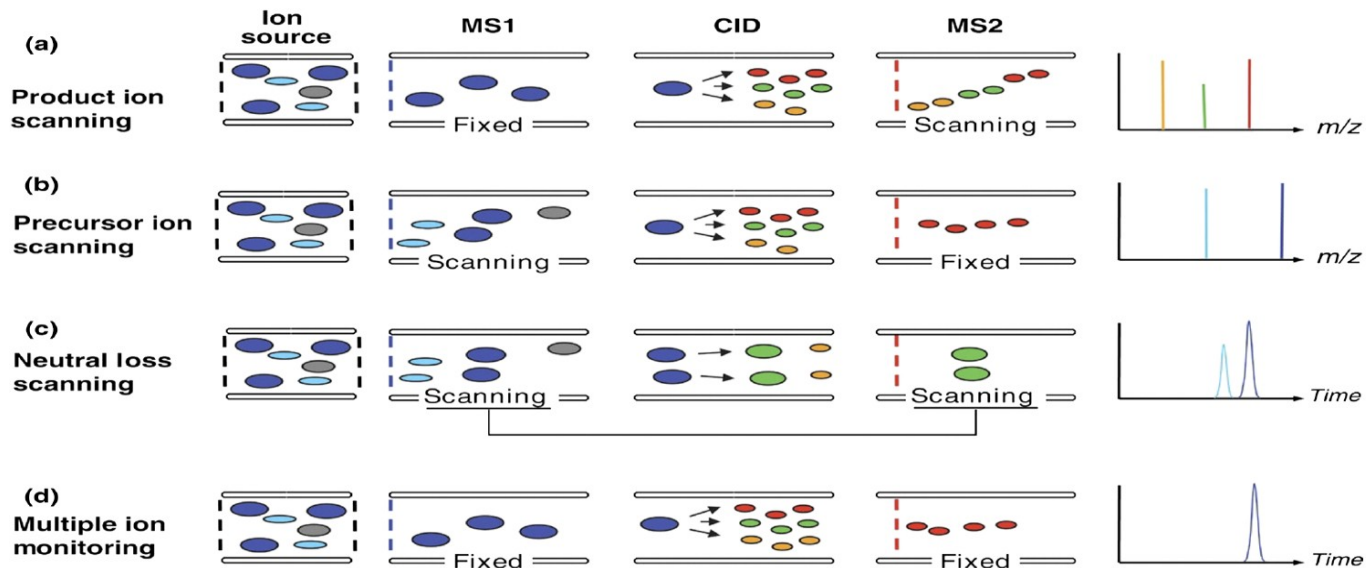 Ion
source
MS1
CID
MS2
(a)
Product ion
scanning
Fixed
Scanning
m/z
(b)
Precursor ion
scanning
Scanning
Fixed
m/z
(c)
Neutral loss
scanning
Scanning
Scanning
Time
(d)
Multiple ion
monitoring
Fixed
Fixed
Time